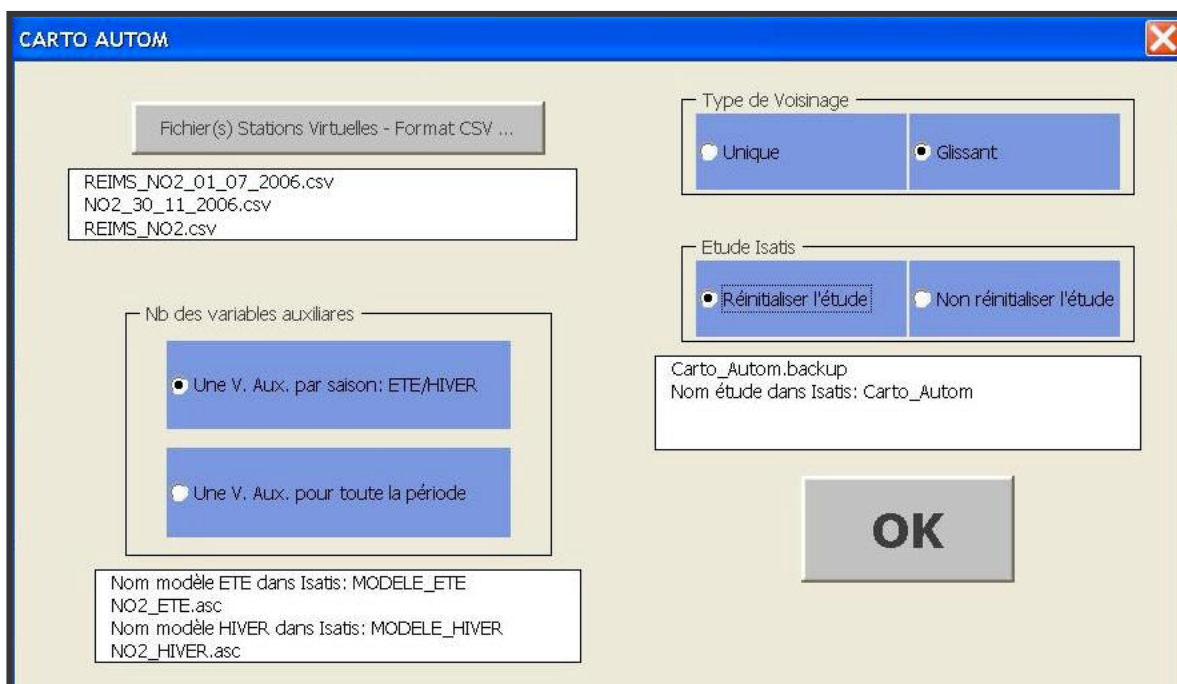 CARTO AUTOM
Fichier(s) Stations Virtuelles - Format CSV ...
REIMS_NO2_01_07_2006.csv
NO2_30_11_2006.csv
REIMS_NO2.csv
Nb des variables auxiliares
Une V. Aux. par saison: ETE/HIVER
Une V. Aux. pour toute la période
Nom modèle ETE dans Isatis: MODELE_ETE
NO2_ETE.asc
Nom modèle HIVER dans Isatis: MODELE_HIVER
NO2_HIVER.asc
Type de Voisinage
Unique
Glissant
Etude Isatis
Réinitialiser l'étude
Non réinitialiser l'étude
Carto_Autom.backup
Nom étude dans Isatis: Carto_Autom
OK